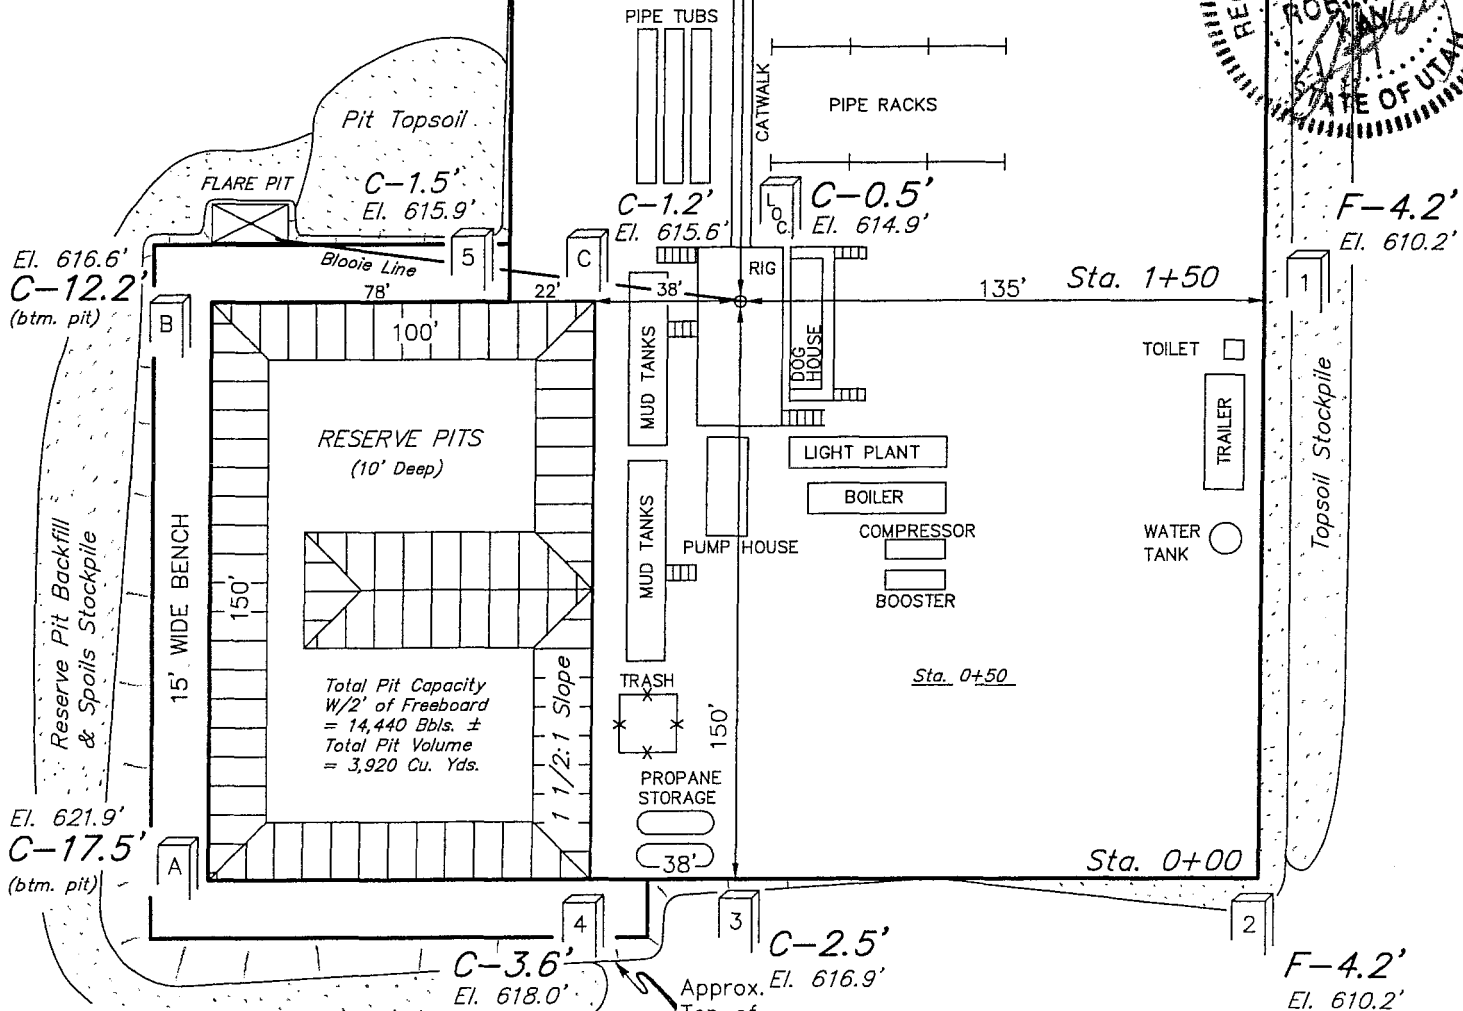 PIPE TUBS
CATWALK
PIPE RACKS
STATE OF UTAH
Pit Topsoil
FLARE PIT
C-1.5'
El. 615.9'
C-1.2'
El. 615.6'
LOC.
C-0.5'
El. 614.9'
F-4.2'
El. 610.2'
El. 616.6'
C-12.2'
(btm. pit)
B
5
C
Blooie Line
RIG
78'
22'
38'
135'
Sta. 1+50
1
100'
MUD TANKS
DOG HOUSE
TOILET
TRAILER
RESERVE PITS
(10' Deep)
LIGHT PLANT
BOILER
COMPRESSOR
BOOSTER
PUMP HOUSE
MUD TANKS
WATER
TANK
Topsoil Stockpile
Reserve Pit Backfill
& Spoils Stockpile
15' WIDE BENCH
150'
Total Pit Capacity
W/2' of Freeboard
= 14,440 Bbls. ±
Total Pit Volume
= 3,920 Cu. Yds.
1 1/2:1 Slope
TRASH
150'
Sta. 0+50
PROPANE
STORAGE
38'
Sta. 0+00
El. 621.9'
C-17.5'
(btm. pit)
A
4
3
2
C-3.6'
El. 618.0'
C-2.5'
El. 616.9'
F-4.2'
El. 610.2'
Approx.
Top of